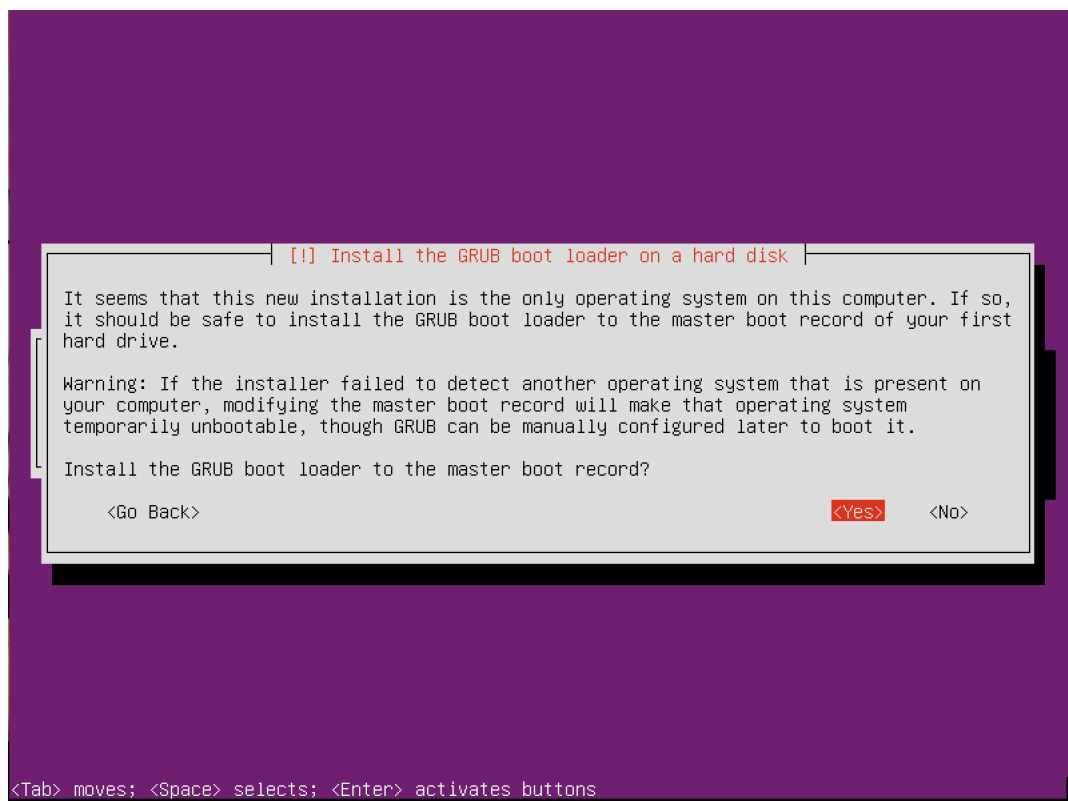 [!] Install the GRUB boot loader on a hard disk
It seems that this new installation is the only operating system on this computer. If so,
it should be safe to install the GRUB boot loader to the master boot record of your first
hard drive.
Warning: If the installer failed to detect another operating system that is present on
your computer, modifying the master boot record will make that operating system
temporarily unbootable, though GRUB can be manually configured later to boot it.
Install the GRUB boot loader to the master boot record?
<Go Back> <Yes> <No>
<Tab> moves; <Space> selects; <Enter> activates buttons